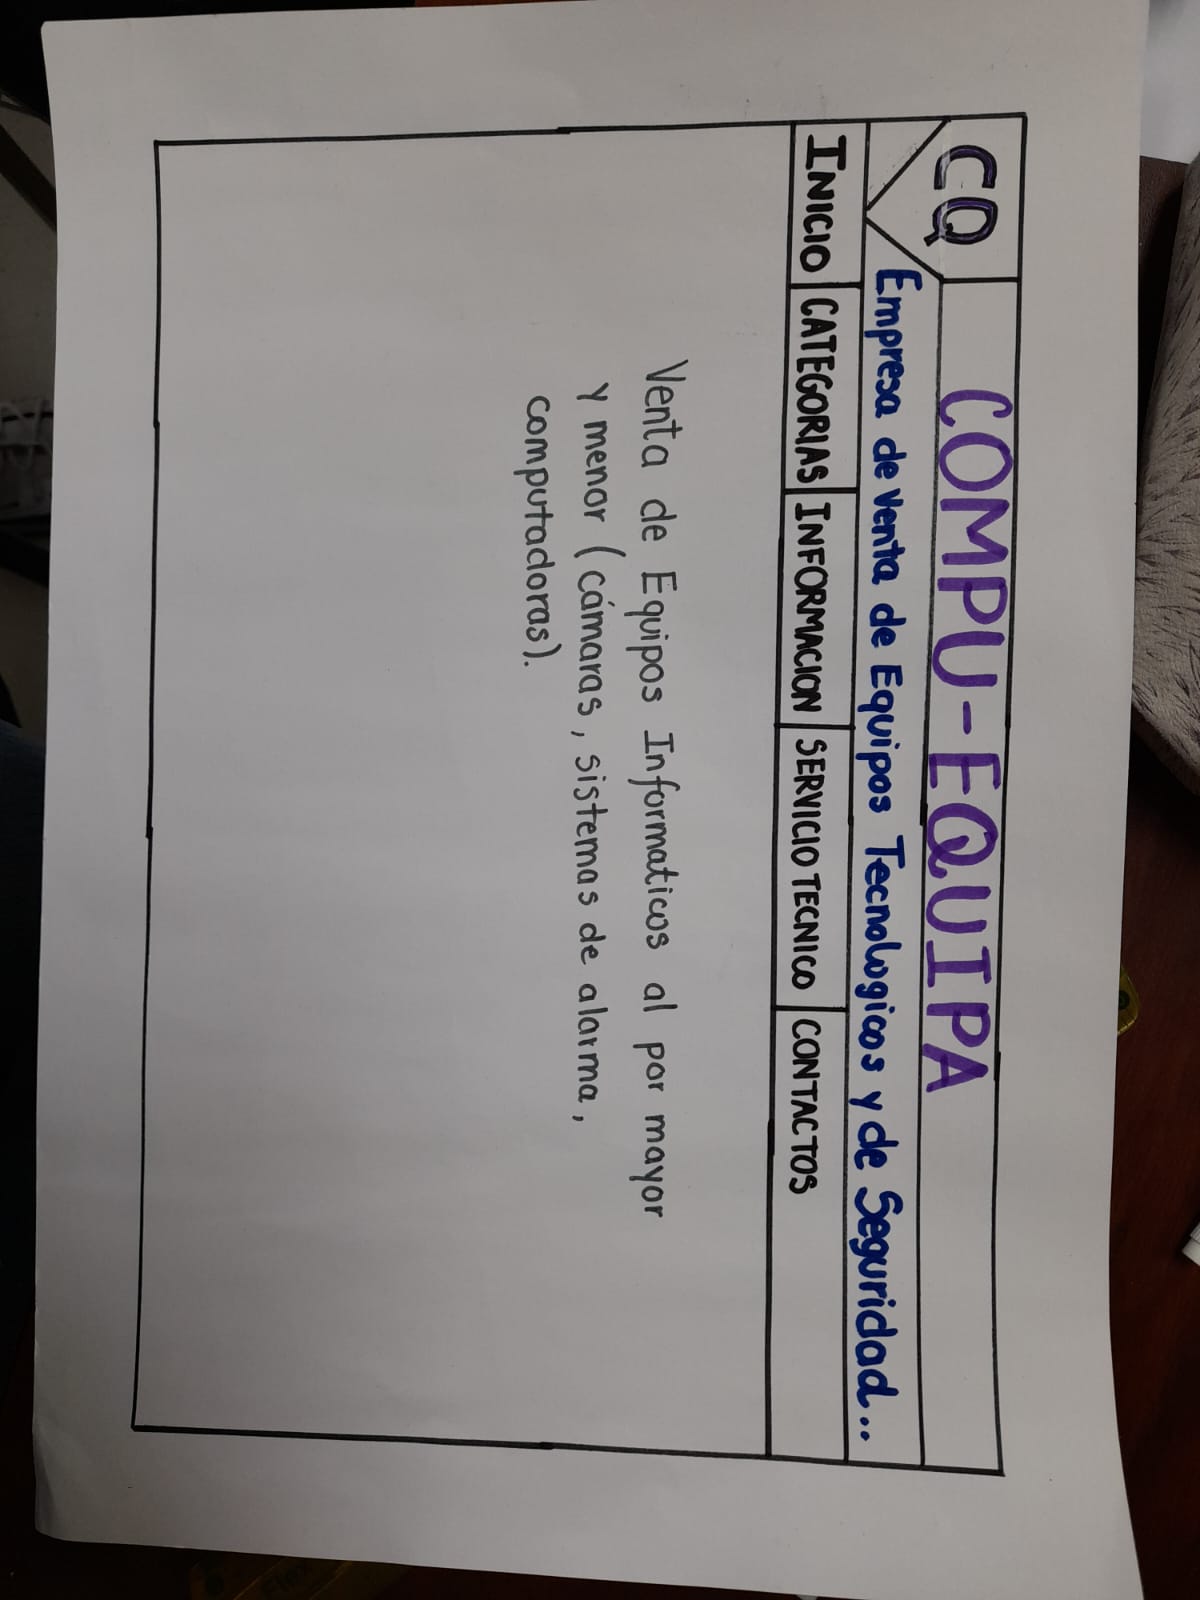 CQ
COMPU-EQUIPA
Empresa de Venta de Equipos Tecnologicos y de Seguridad...
INICIO CATEGORIAS INFORMACION SERVICIO TECNICO CONTACTOS
Venta de Equipos Informaticos al por mayor
y menor (cámaras, sistemas de alarma,
computadoras).